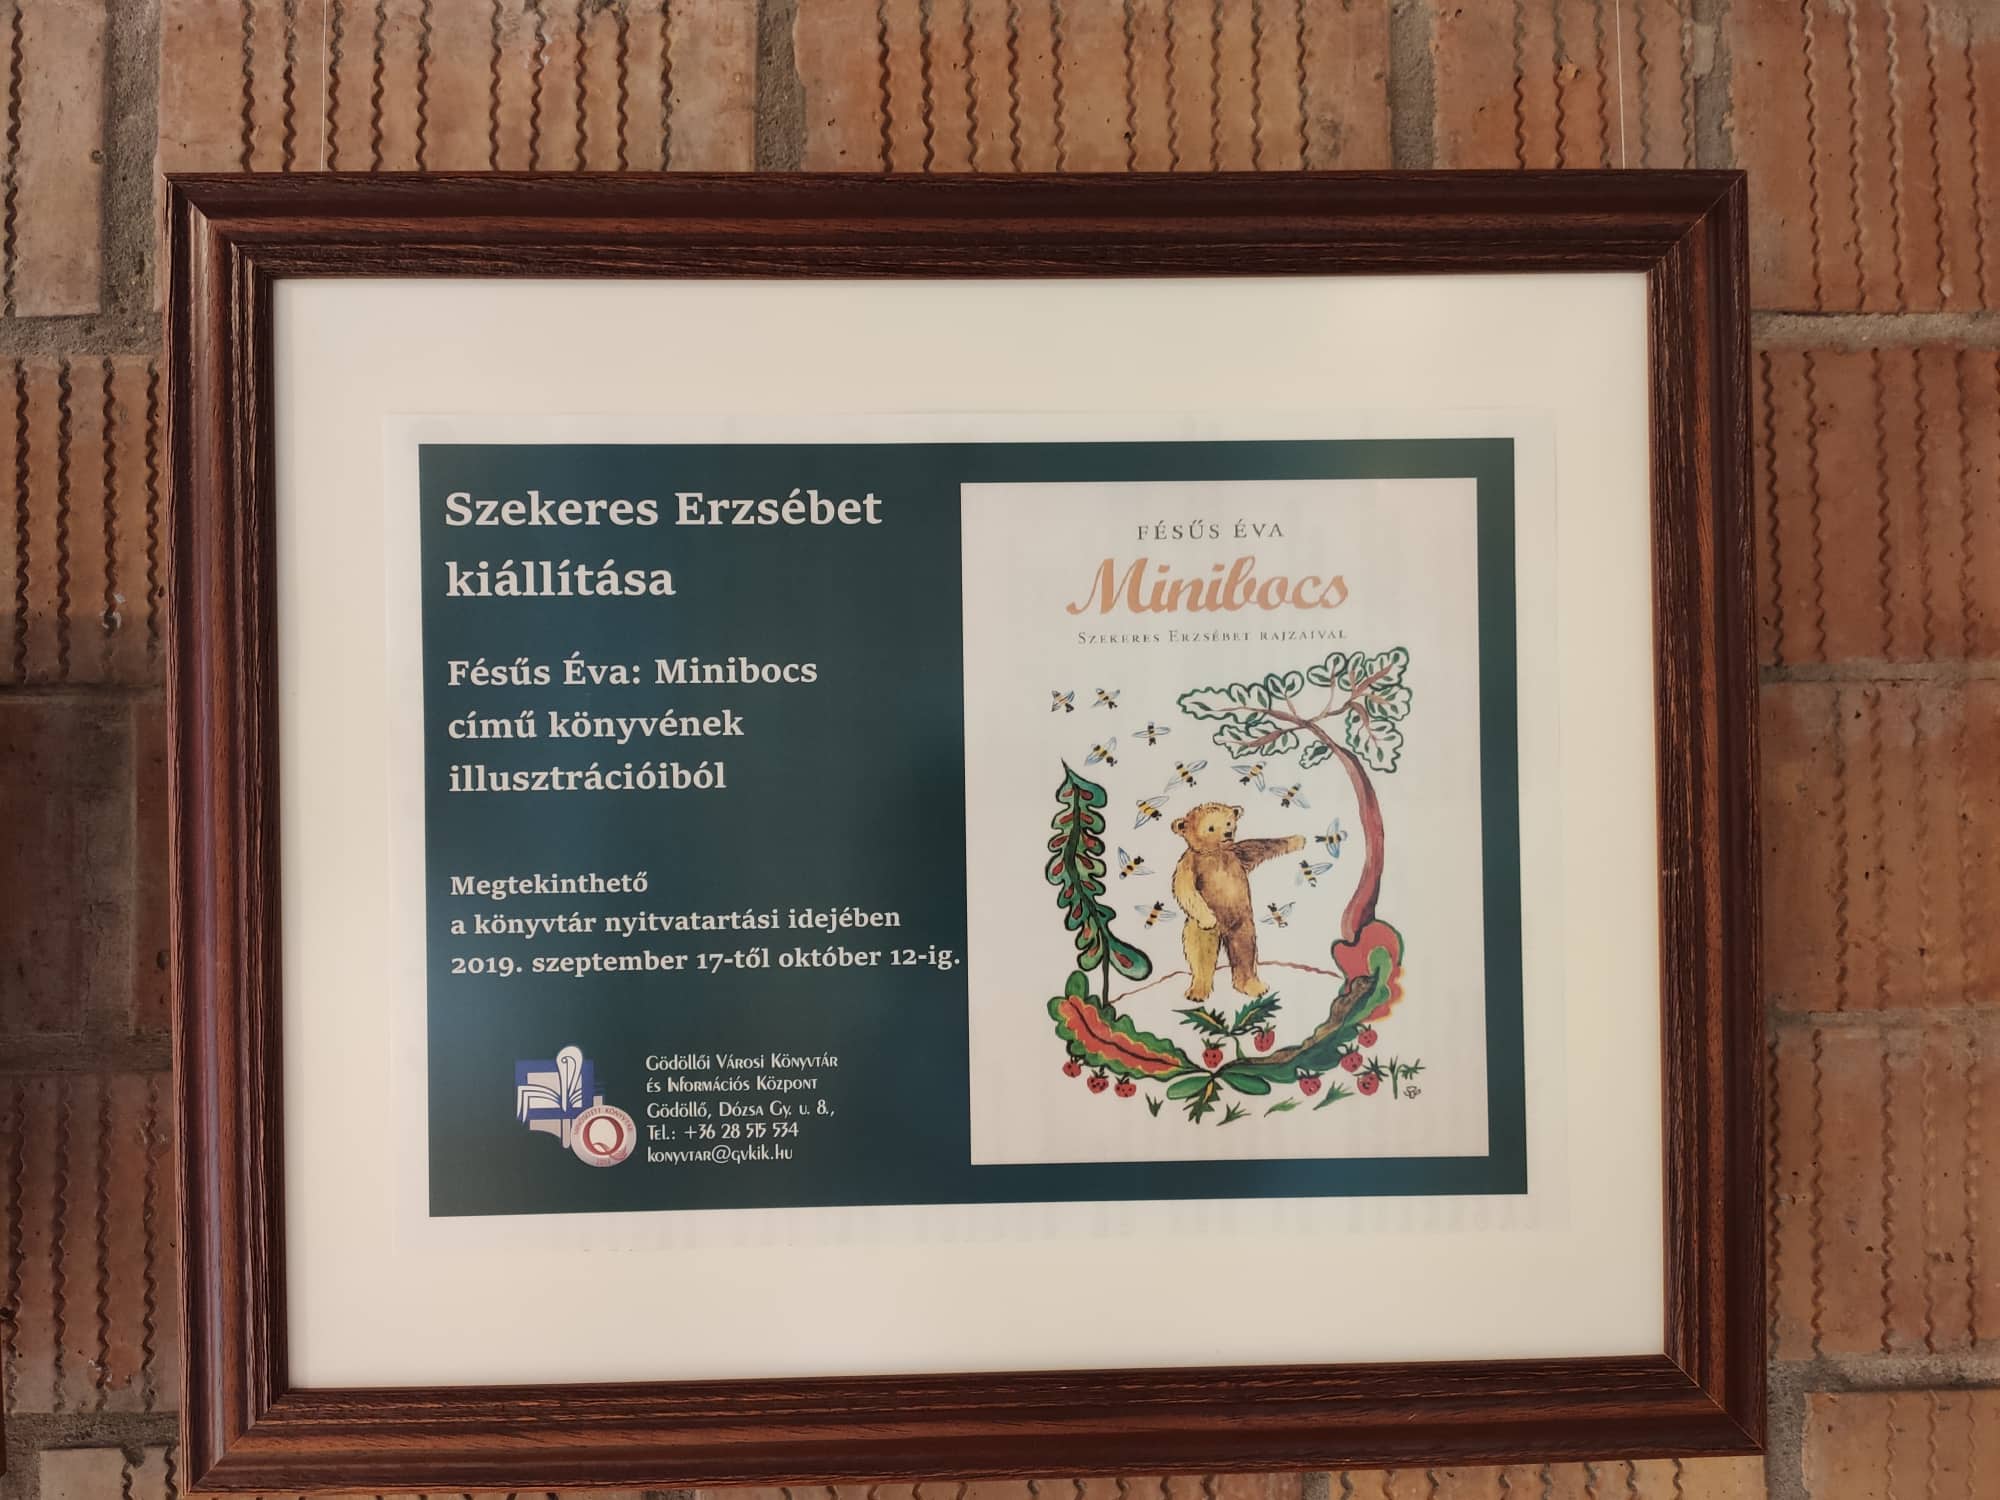 Szekeres Erzsébet
kiállítása
Fésűs Éva: Minibocs
című könyvének
illusztrációiból
Megtekinthető
a könyvtár nyitvatartási idejében
2019. szeptember 17-től október 12-ig.
Gödöllői Városi Könyvtár
és Információs Központ
Gödöllő, Dózsa Gy. u. 8.,
Tel.: +36 28 515 534
konyvtar@gvkik.hu
FÉSŰS ÉVA
Minibocs
SZEKERES ERZSÉBET RAJZAIVAL